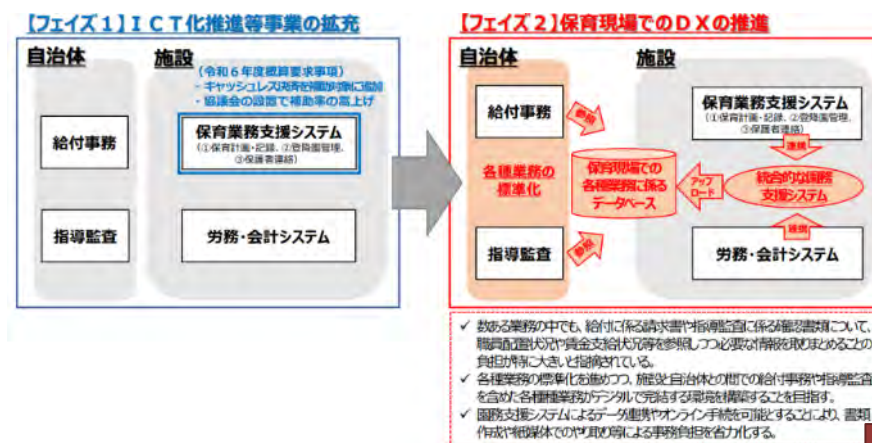 【フェイズ１】ＩＣＴ化推進等事業の拡充
自治体
施設
（令和６年度概算要求事項）
・キャッシュレス決済を補助対象に追加
・協議会の設置で補助率の嵩上げ
給付事務
保育業務支援システム
（①保育計画・記録、②登降園管理、
③保護者連絡）
指導監査
労務・会計システム
【フェイズ２】保育現場でのＤＸの推進
自治体
施設
給付事務
参照
保育業務支援システム
（①保育計画・記録、②登降園管理、
③保護者連絡）
連携
各種業務の
標準化
保育現場での
各種業務に係る
データベース
アップ
ロード
統合的な園務
支援システム
指導監査
参照
連携
労務・会計システム
✓ 数ある業務の中でも、給付に係る請求書や指導監査に係る確認書類について、
職員配置状況や賃金支給状況等を参照しつつ必要な情報を取りまとめることの
負担が特に大きいと指摘されている。
✓ 各種業務の標準化を進めつつ、施設と自治体との間での給付事務や指導監査
を含めた各種種業務がデジタルで完結する環境を構築することを目指す。
✓ 園務支援システムによるデータ連携やオンライン手続を可能とすることにより、書類
作成や紙媒体でのやり取り等による事務負担を省力化する。